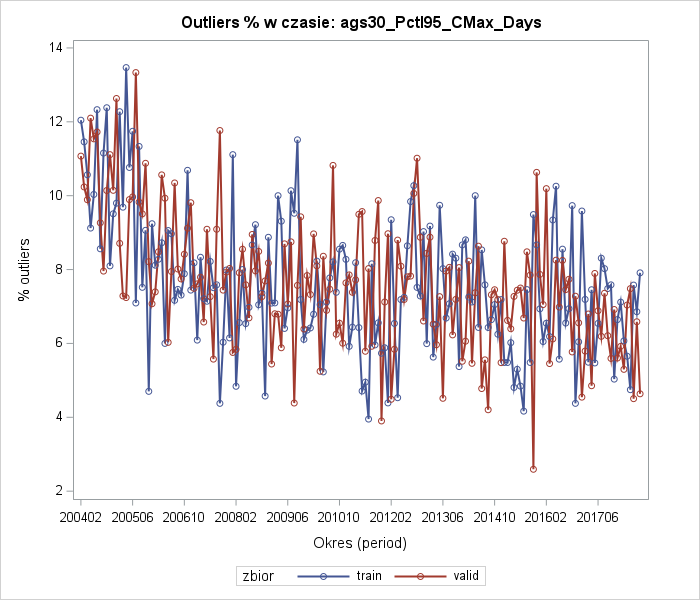 Outliers % w czasie: ags30_Pctl95_CMax_Days
% outliers
14
12
10
8
6
4
2
200402 200506 200610 200802 200906 201010 201202 201306 201410 201602 201706
Okres (period)
zbior train valid